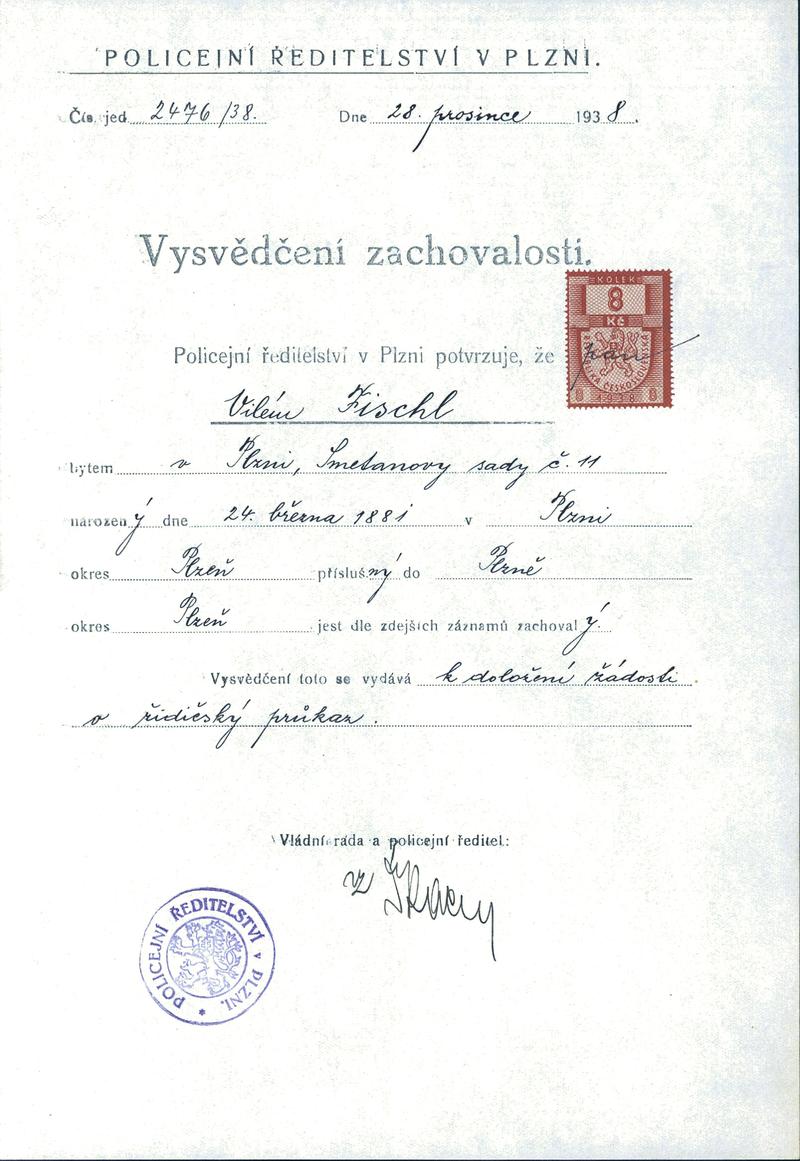 POLICEJNÍ ŘEDITELSTVÍ V PLZNI.
Čís. jed. 2476/38. Dne 28. prosince 1938.
Vysvědčení zachovalosti.
KOLEK
8
Kč
Policejní ředitelství v Plzni potvrzuje, že pan
Vilém Fischl
bytem v Plzni, Smetanovy sady č. 11
narozený dne 24. března 1881 v Plzni
okres Plzeň příslušný do Plzně
okres Plzeň jest dle zdejších záznamů zachovalý.
Vysvědčení toto se vydává k doložení žádosti
o řidičský průkaz.
Vládní rada a policejní ředitel:
POLICEJNÍ ŘEDITELSTVÍ v PLZNI.